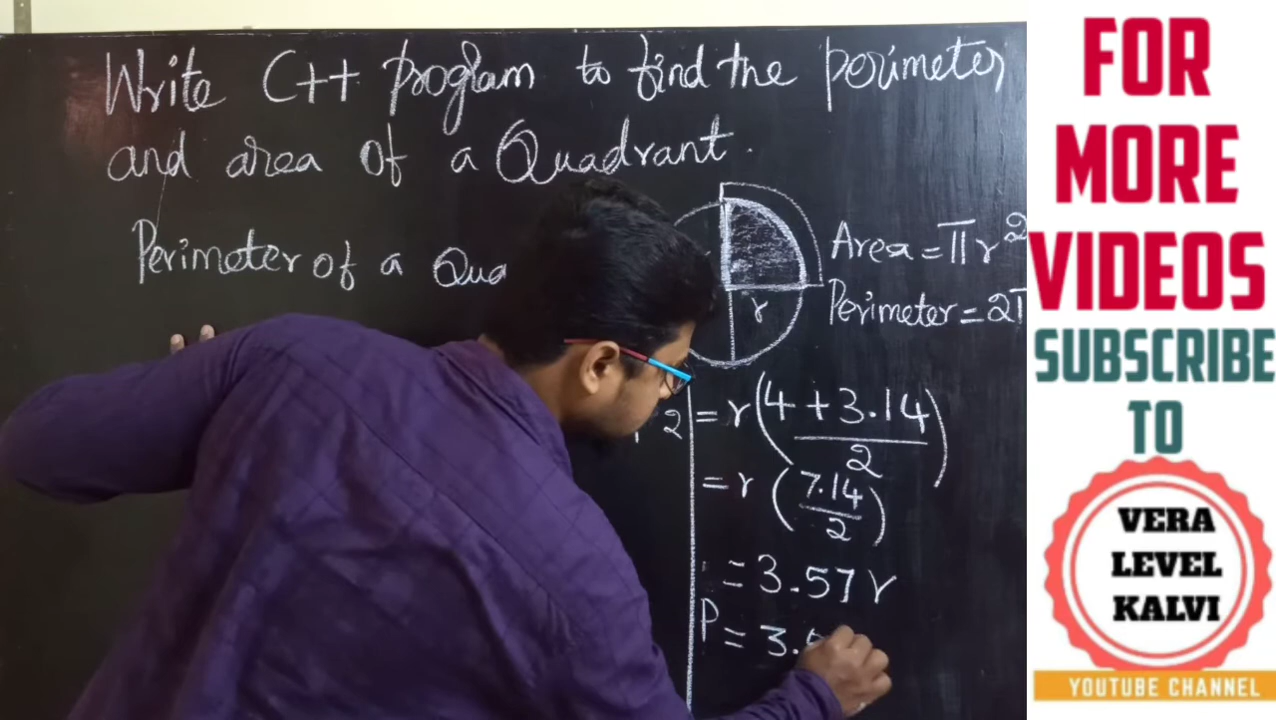 Write C++ program to find the perimeter
and area of a Quadrant.
Perimeter of a Qua
Area = πr²
r
Perimeter = 2π
2 = r(4 + 3.14/2)
= r (7.14/2)
= 3.57 r
P = 3.5
FOR
MORE
VIDEOS
SUBSCRIBE
TO
VERA
LEVEL
KALVI
YOUTUBE CHANNEL